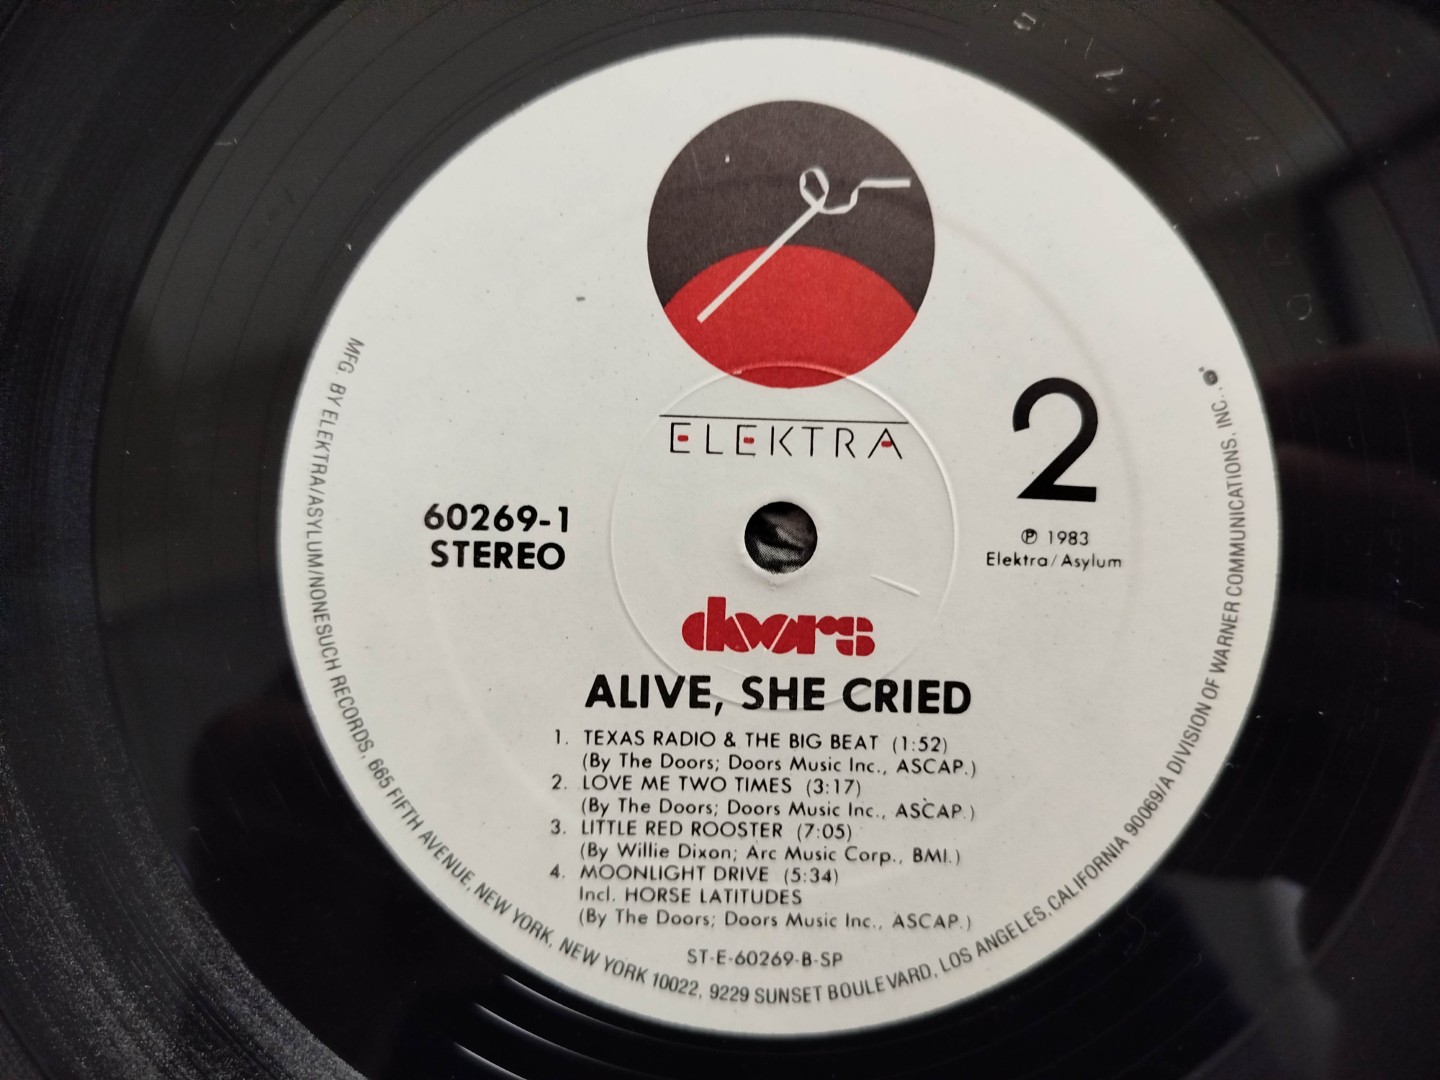 ELEKTRA
2
60269-1
STEREO
℗ 1983
Elektra/Asylum
doors
ALIVE, SHE CRIED
1. TEXAS RADIO & THE BIG BEAT (1:52)
(By The Doors; Doors Music Inc., ASCAP.)
2. LOVE ME TWO TIMES (3:17)
(By The Doors; Doors Music Inc., ASCAP.)
3. LITTLE RED ROOSTER (7:05)
(By Willie Dixon; Arc Music Corp., BMI.)
4. MOONLIGHT DRIVE (5:34)
Incl. HORSE LATITUDES
(By The Doors; Doors Music Inc., ASCAP.)
ST-E-60269-B-SP
MFG. BY ELEKTRA/ASYLUM/NONESUCH RECORDS, 665 FIFTH AVENUE, NEW YORK, NEW YORK 10022, 9229 SUNSET BOULEVARD, LOS ANGELES, CALIFORNIA 90069/A DIVISION OF WARNER COMMUNICATIONS, INC.